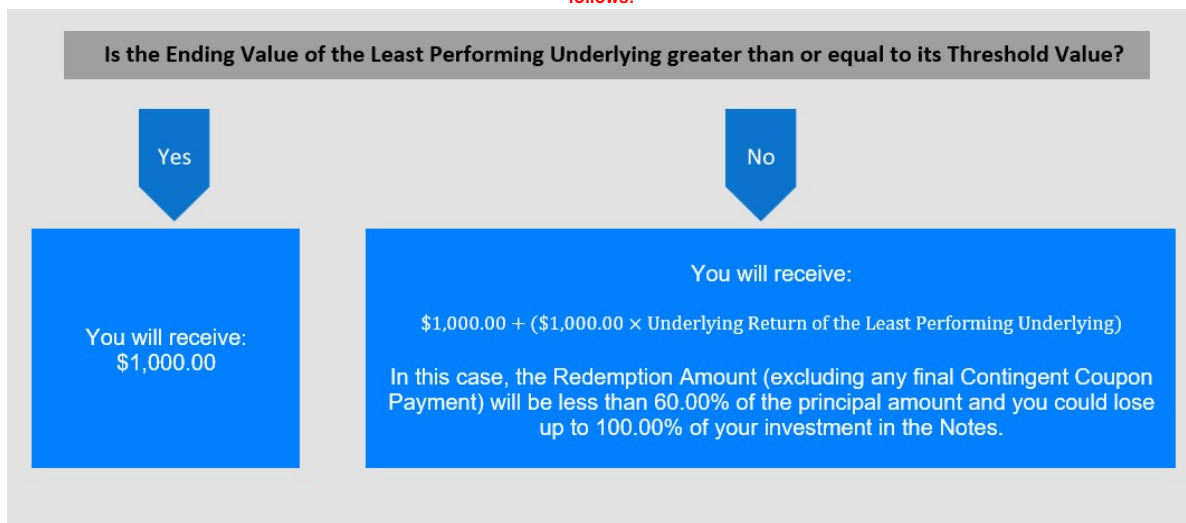 follows:
Is the Ending Value of the Least Performing Underlying greater than or equal to its Threshold Value?
Yes
No
You will receive:
$1,000.00
You will receive:
$1,000.00 + ($1,000.00 × Underlying Return of the Least Performing Underlying)
In this case, the Redemption Amount (excluding any final Contingent Coupon
Payment) will be less than 60.00% of the principal amount and you could lose
up to 100.00% of your investment in the Notes.